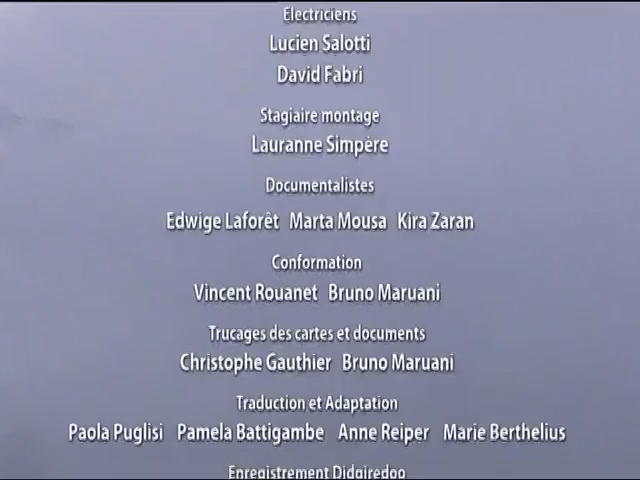 Electriciens
Lucien Salotti
David Fabri
Stagiaire montage
Lauranne Simpère
Documentalistes
Edwige Laforêt Marta Mousa Kira Zaran
Conformation
Vincent Rouanet Bruno Maruani
Trucages des cartes et documents
Christophe Gauthier Bruno Maruani
Traduction et Adaptation
Paola Puglisi Pamela Battigambe Anne Reiper Marie Berthelius
Enregistrement Didgiredoo